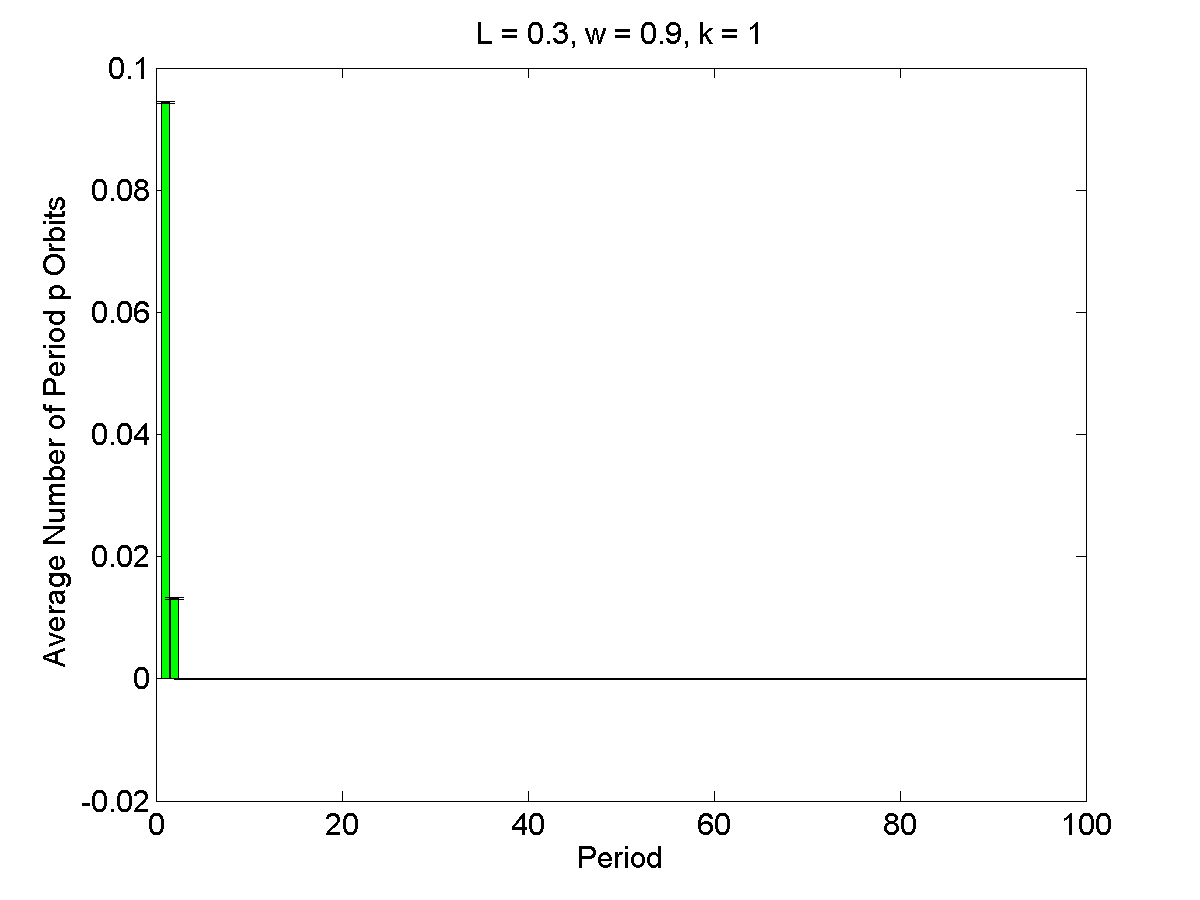 L = 0.3, w = 0.9, k = 1
0.1
0.08
0.06
0.04
0.02
0
-0.02
Average Number of Period p Orbits
0 20 40 60 80 100
Period